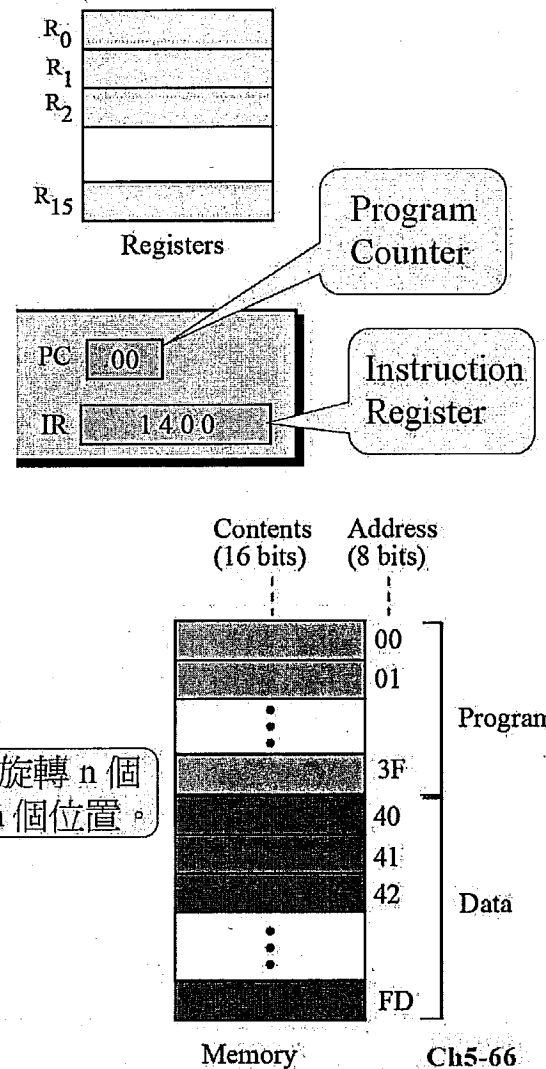 R0
R1
R2
R15
Registers
Program
Counter
PC 00
IR 1400
Instruction
Register
Contents Address
(16 bits) (8 bits)
00
01
Program
3F
旋轉 n 個
個位置。
40
41
42
Data
FD
Memory Ch5-66